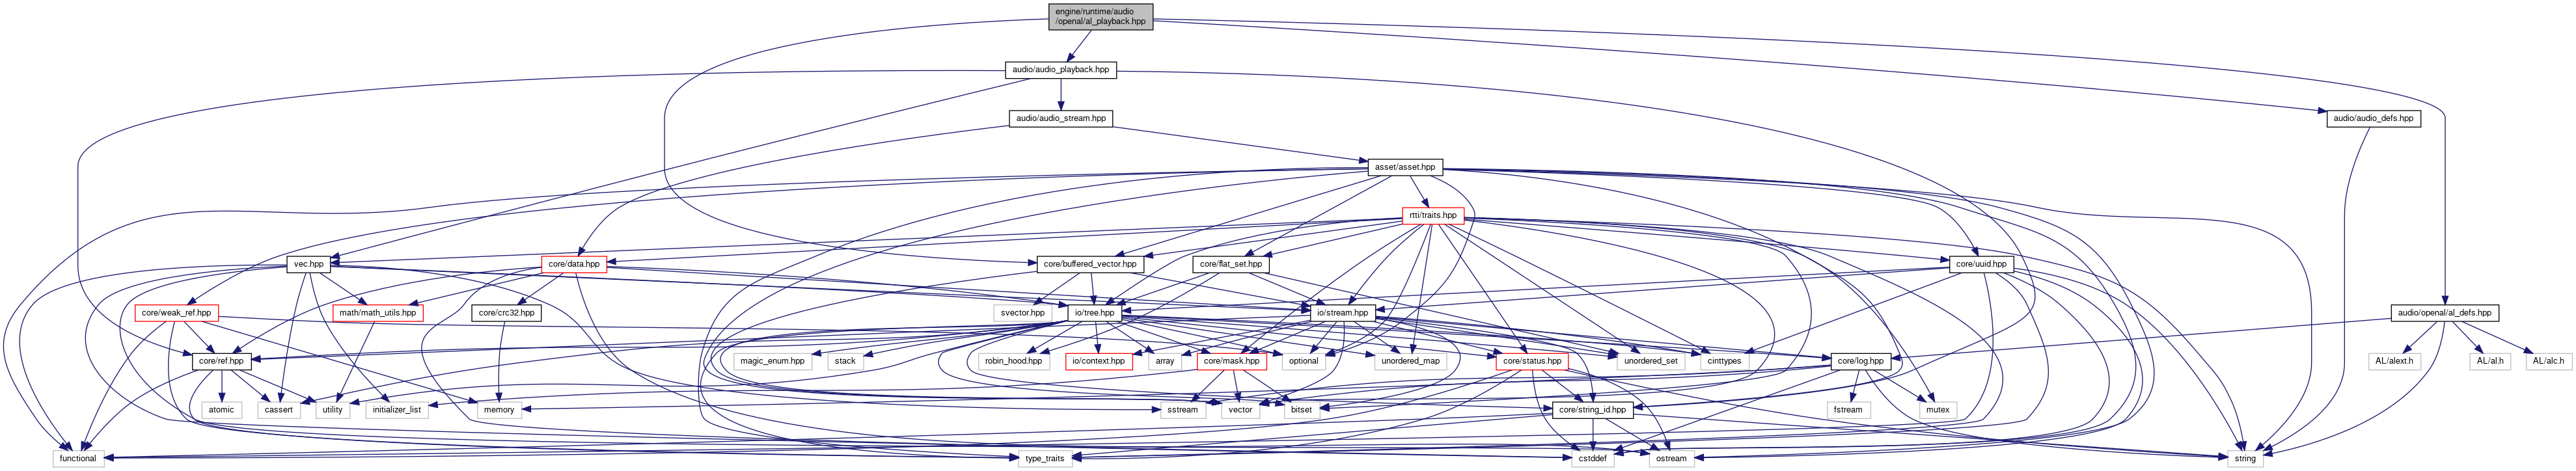 engine/runtime/audio
/openal/al_playback.hpp
audio/audio_playback.hpp
audio/audio_stream.hpp
audio/audio_defs.hpp
asset/asset.hpp
rtti/traits.hpp
vec.hpp
core/data.hpp
core/buffered_vector.hpp
core/flat_set.hpp
core/uuid.hpp
core/weak_ref.hpp
math/math_utils.hpp
core/crc32.hpp
svector.hpp
io/tree.hpp
io/stream.hpp
audio/openal/al_defs.hpp
core/ref.hpp
magic_enum.hpp
stack
robin_hood.hpp
io/context.hpp
array
core/mask.hpp
optional
unordered_map
core/status.hpp
unordered_set
cinttypes
core/log.hpp
AL/alext.h
AL/al.h
AL/alc.h
atomic
cassert
utility
initializer_list
memory
sstream
vector
bitset
core/string_id.hpp
fstream
mutex
functional
type_traits
cstddef
ostream
string